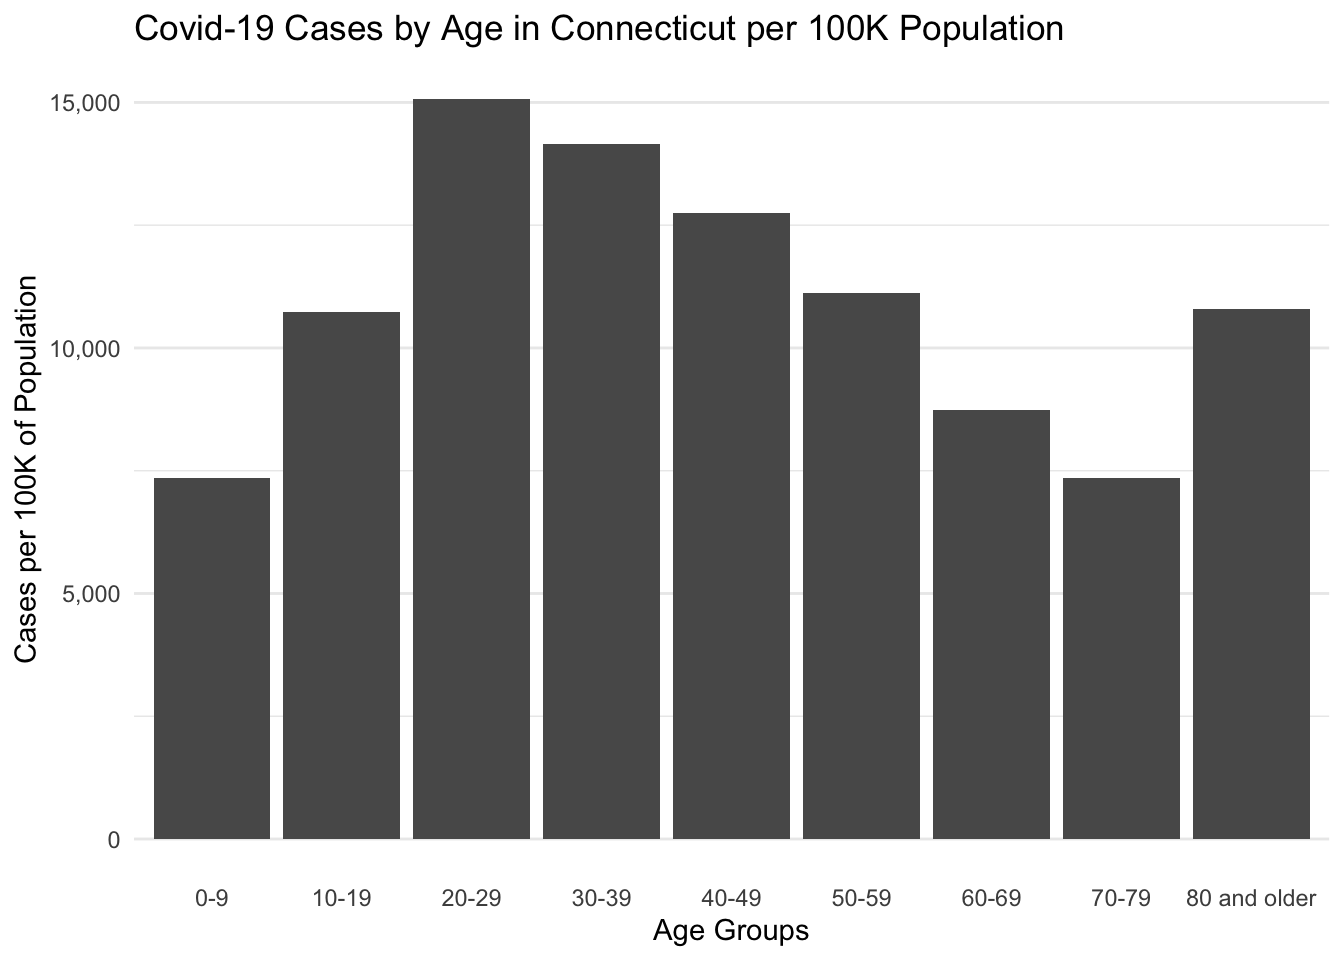 Covid-19 Cases by Age in Connecticut per 100K Population
Cases per 100K of Population
15,000
10,000
5,000
0
0-9 10-19 20-29 30-39 40-49 50-59 60-69 70-79 80 and older
Age Groups